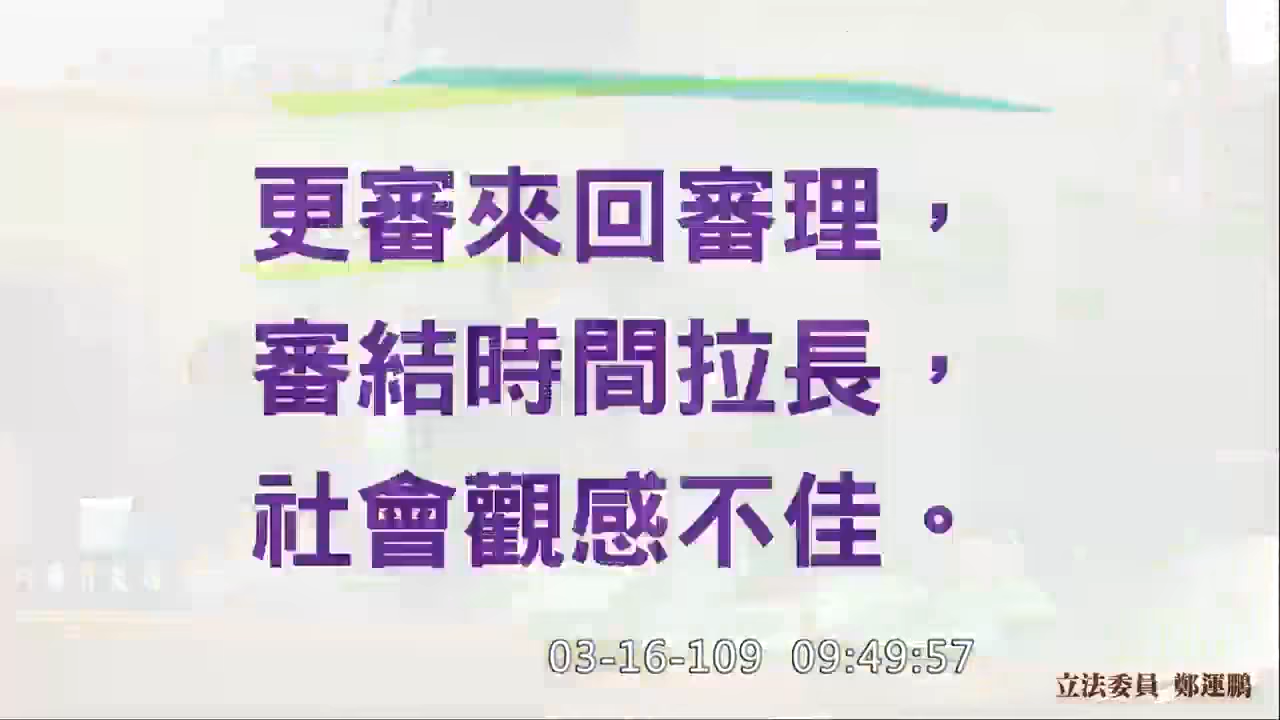 更審來回審理，
審結時間拉長，
社會觀感不佳。
03-16-109 09:49:57
立法委員 鄭運鵬